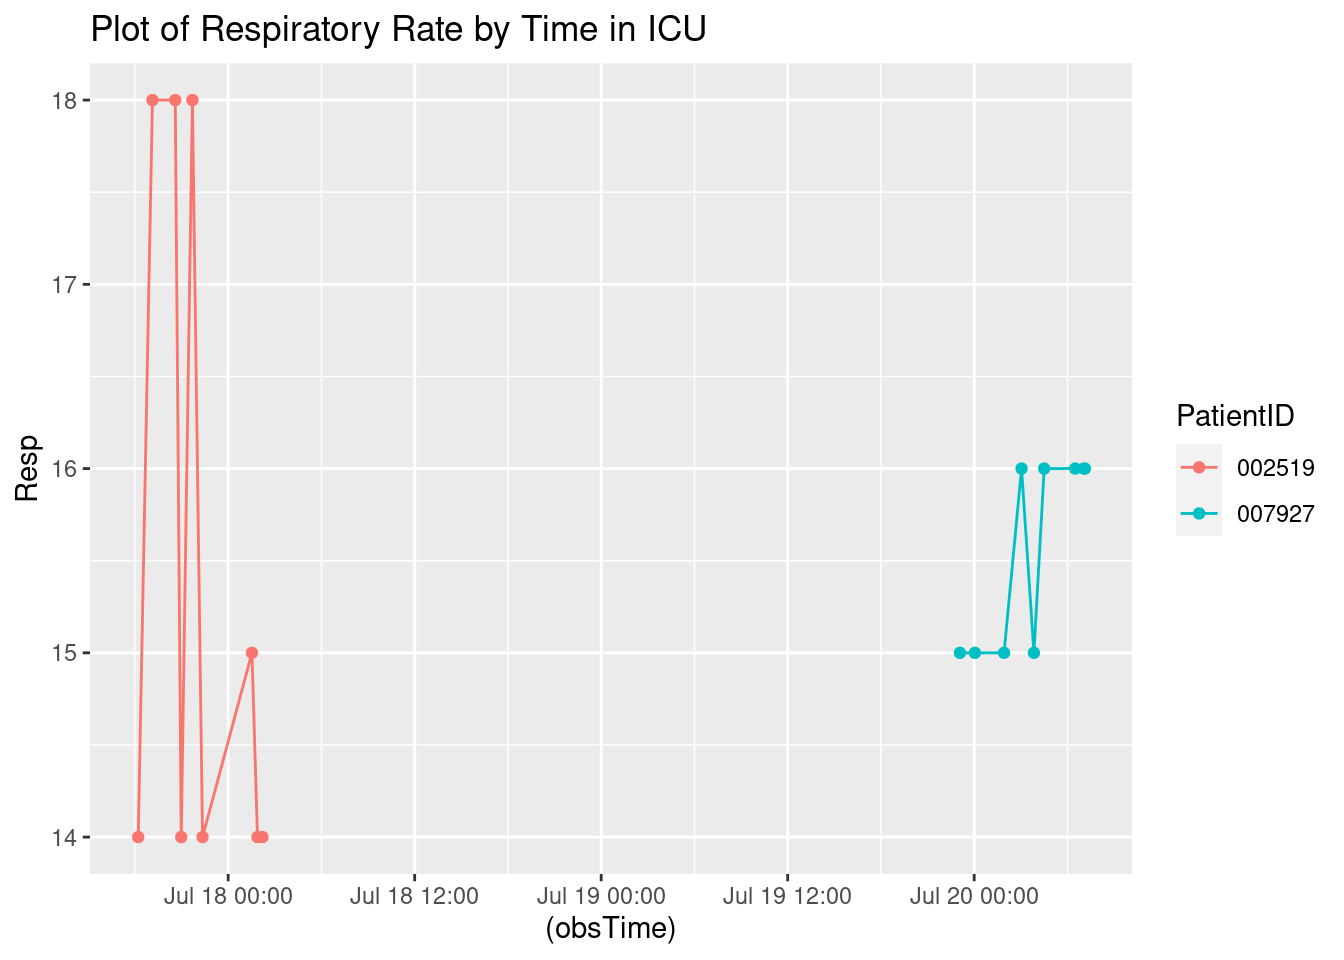 Plot of Respiratory Rate by Time in ICU
18
17
16
15
14
Resp
Jul 18 00:00 Jul 18 12:00 Jul 19 00:00 Jul 19 12:00 Jul 20 00:00
(obsTime)
PatientID
002519
007927